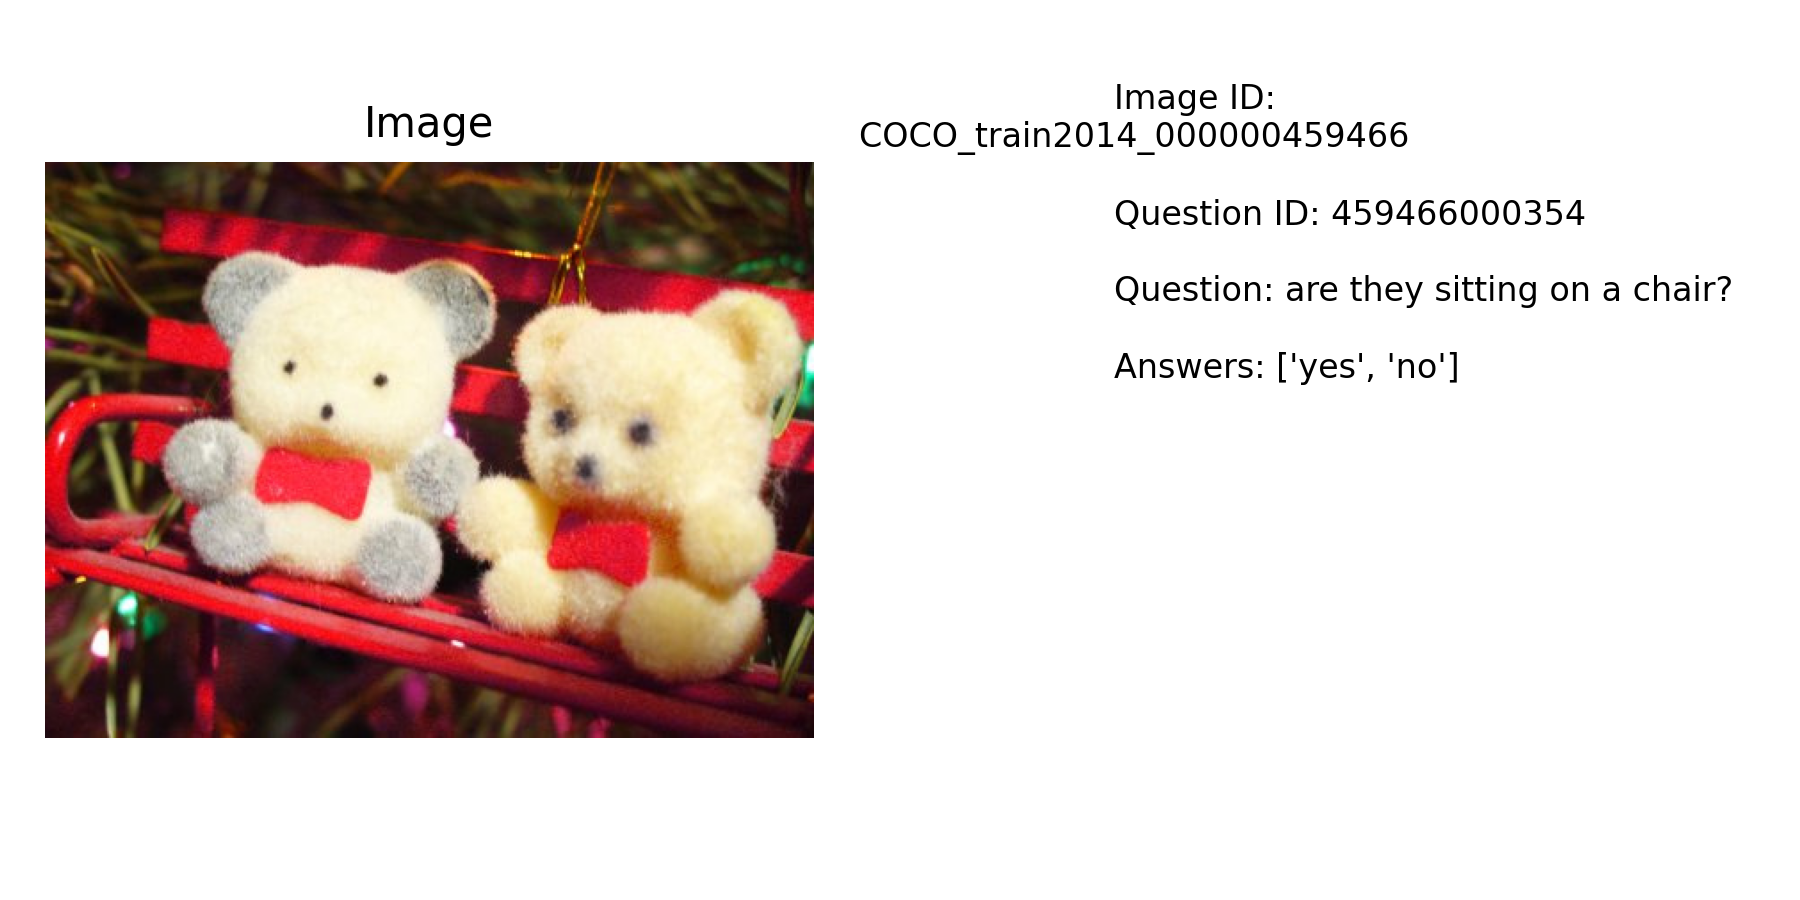 Image
Image ID:
COCO_train2014_000000459466
Question ID: 459466000354
Question: are they sitting on a chair?
Answers: ['yes', 'no']